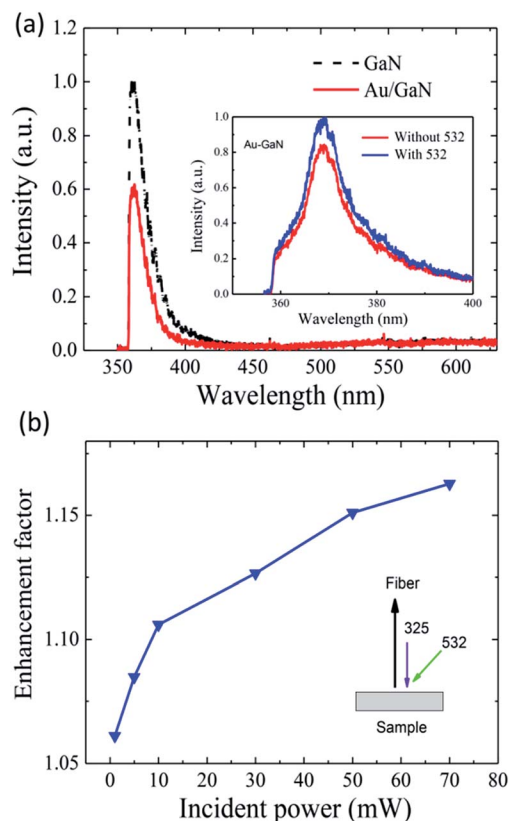 (a)
1.2
1.0
0.8
0.6
0.4
0.2
0.0
Intensity (a.u.)
GaN
Au/GaN
1.0
0.8
0.6
0.4
0.2
0.0
Intensity (a.u.)
Au-GaN
Without 532
With 532
360 380 400
Wavelength (nm)
350 400 450 500 550 600
Wavelength (nm)
(b)
1.15
1.10
1.05
Enhancement factor
Fiber
325
532
Sample
0 10 20 30 40 50 60 70 80
Incident power (mW)